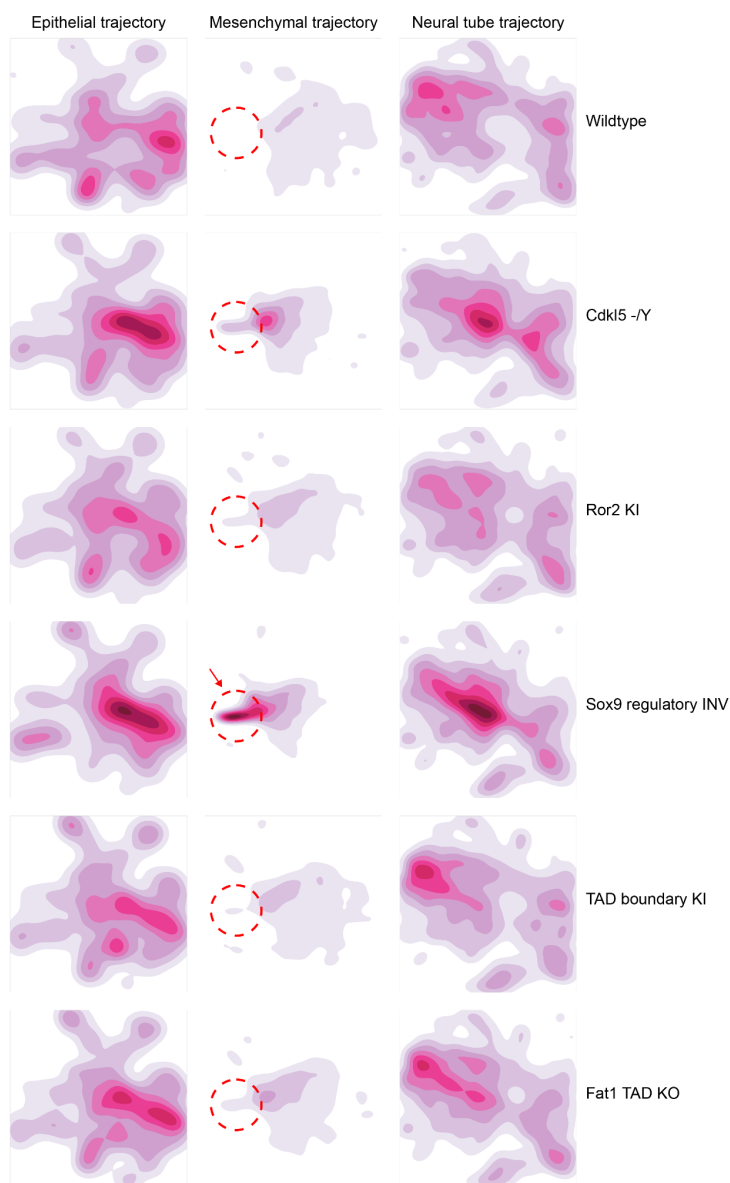 Epithelial trajectory
Mesenchymal trajectory
Neural tube trajectory
Wildtype
Cdkl5 -/Y
Ror2 KI
Sox9 regulatory INV
TAD boundary KI
Fat1 TAD KO